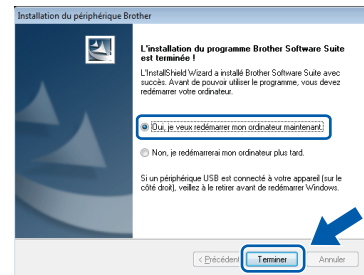 Installation du périphérique Brother
L'installation du programme Brother Software Suite
est terminée !
L'InstallShield Wizard a installé Brother Software Suite avec
succès. Avant de pouvoir utiliser le programme, vous devez
redémarrer votre ordinateur.
Oui, je veux redémarrer mon ordinateur maintenant.
Non, je redémarrerai mon ordinateur plus tard.
Si un périphérique USB est connecté à votre appareil (sur le
côté droit), veillez à le retirer avant de redémarrer Windows.
< Précédent Terminer Annuler